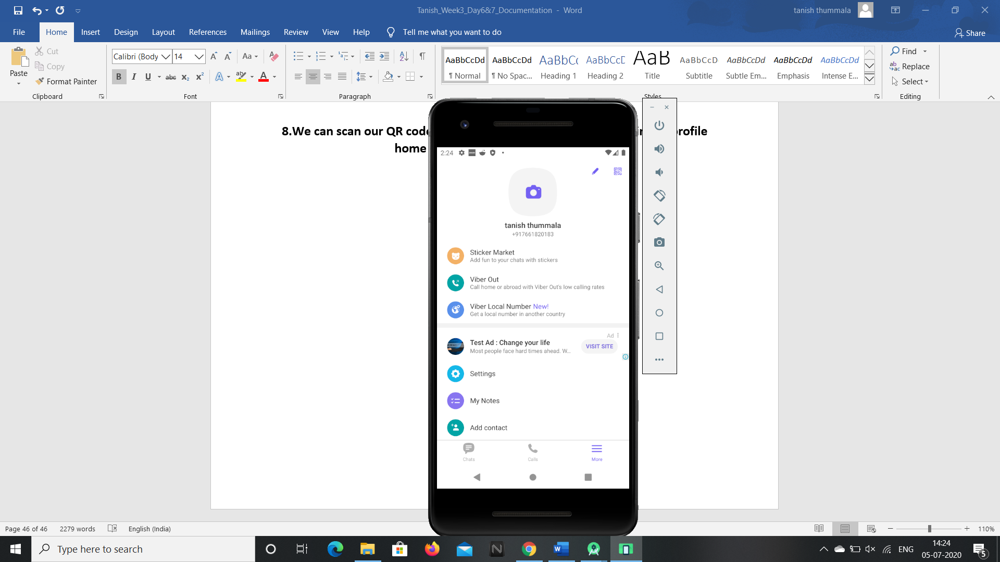 Tanish_Week3_Day6&7_Documentation - Word
tanish thummala
File Home Insert Design Layout References Mailings Review View Help Tell me what you want to do Share
Paste
Cut
Copy
Format Painter
Clipboard
Calibri (Body 14
Font
Paragraph
AaBbCcDd AaBbCcDd AaBbCc AaBbCcD AaB AaBbCcD AaBbCcDd AaBbCcDd AaBbCcDd
¶ Normal ¶ No Spac... Heading 1 Heading 2 Title Subtitle Subtle Em... Emphasis Intense E...
Styles
Find
Replace
Select
Editing
8.We can scan our QR code
home
2:24
tanish thummala
+917661820183
Sticker Market
Add fun to your chats with stickers
Viber Out
Call home or abroad with Viber Out's low calling rates
Viber Local Number New!
Get a local number in another country
Ad
Test Ad : Change your life
Most people face hard times ahead. W...
VISIT SITE
Settings
My Notes
Add contact
Chats Calls More
Page 46 of 46 2279 words English (India)
110%
Type here to search
ENG
14:24
05-07-2020
5